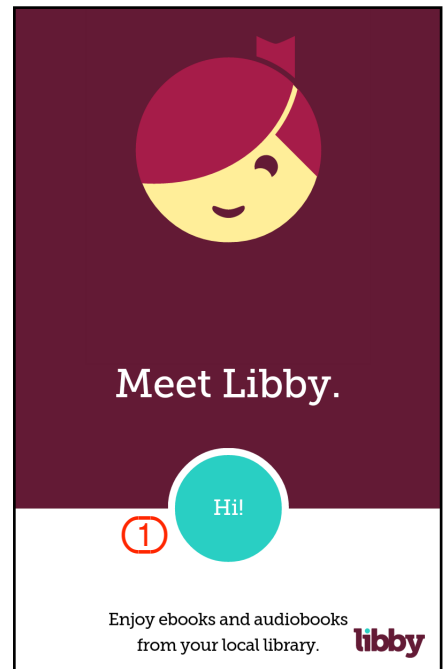 Meet Libby.
Hi!
1
Enjoy ebooks and audiobooks
from your local library.
libby